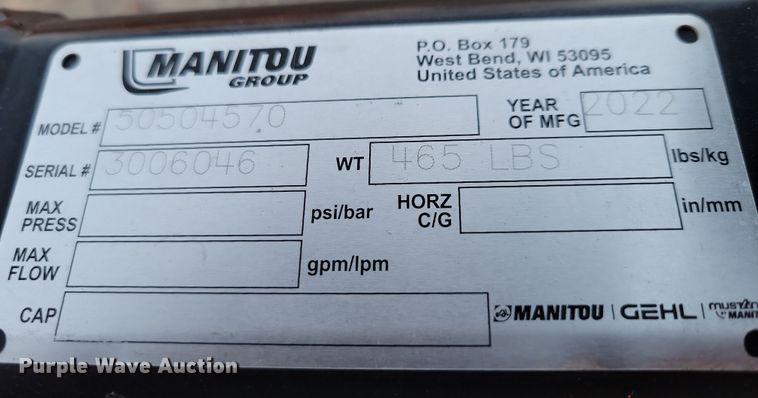 MANITOU
GROUP
P.O. Box 179
West Bend, WI 53095
United States of America
MODEL # 50504570
YEAR
OF MFG 2022
SERIAL # 3006046
WT 465 LBS lbs/kg
MAX
PRESS psi/bar
HORZ
C/G in/mm
MAX
FLOW gpm/lpm
CAP
MANITOU | GEHL |
MANIT
Purple Wave Auction